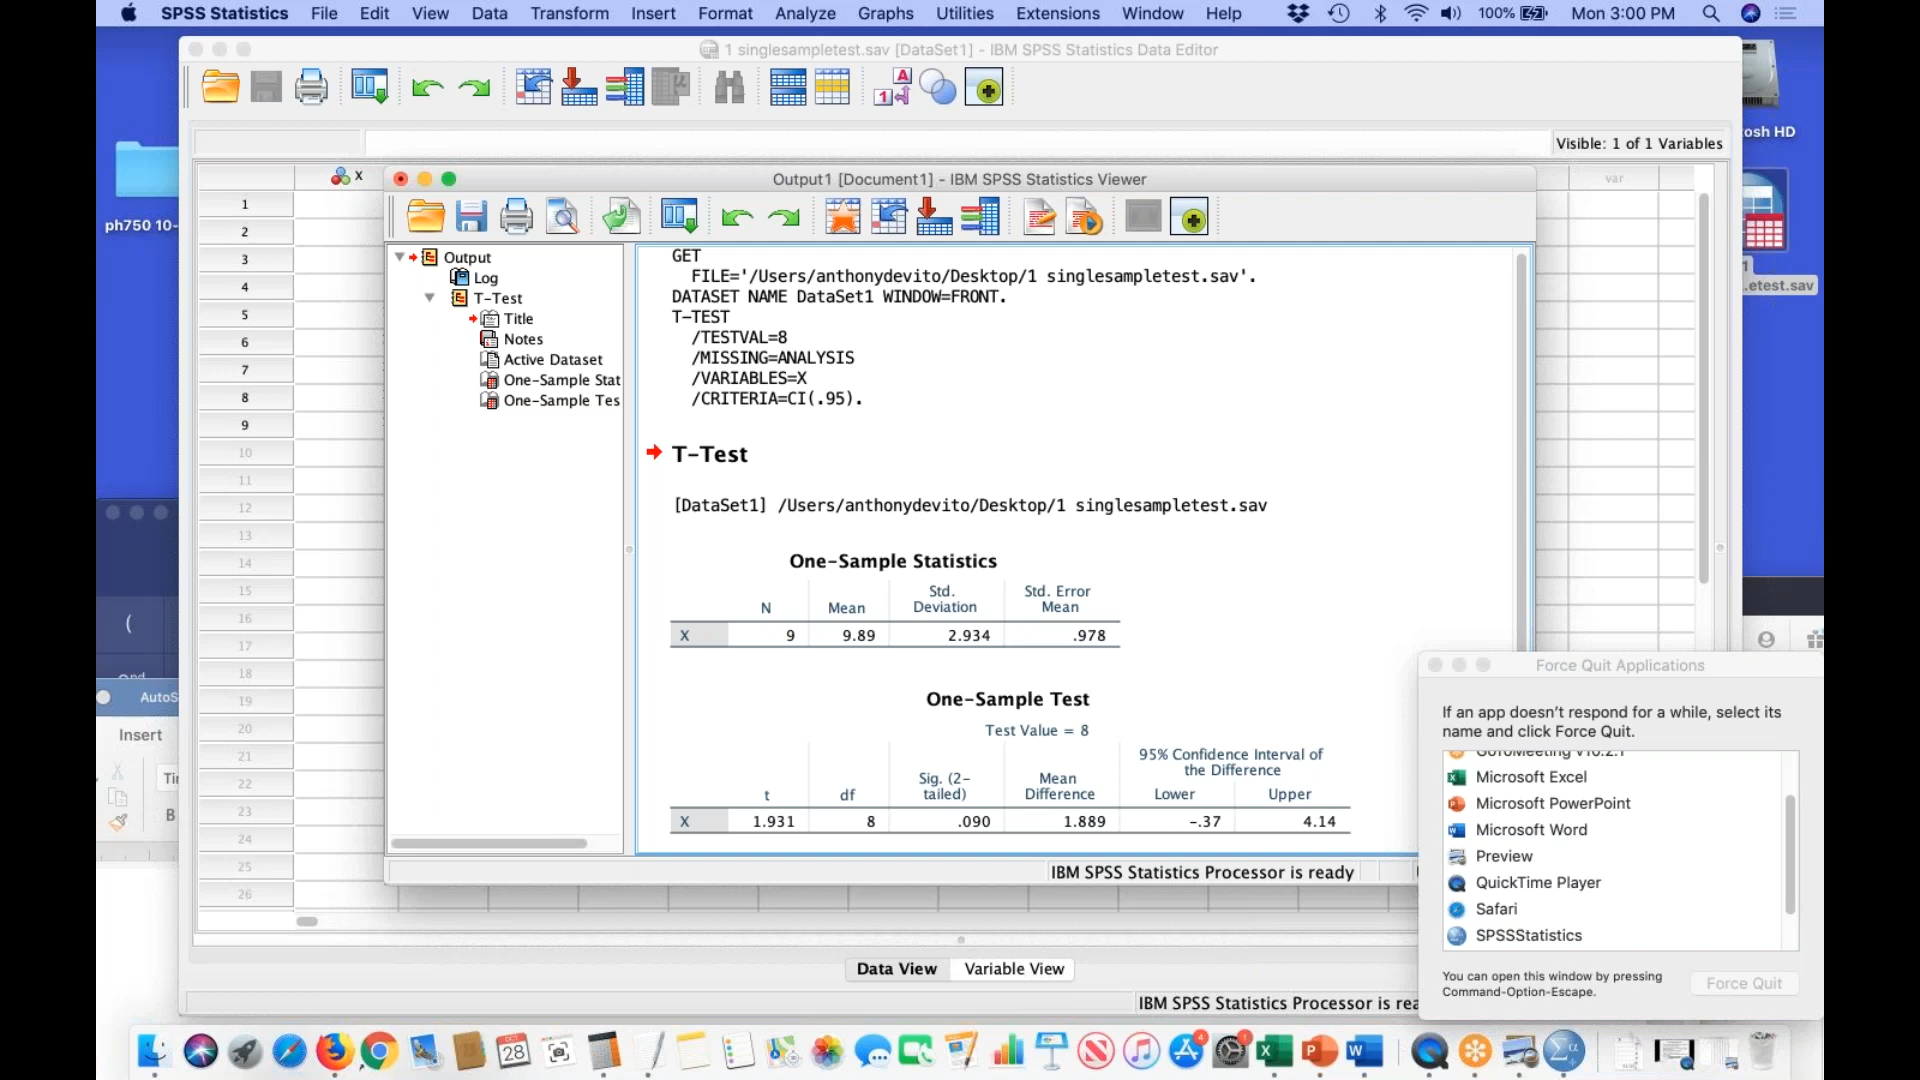 SPSS Statistics File Edit View Data Transform Insert Format Analyze Graphs Utilities Extensions Window Help 100% Mon 3:00 PM
1 singlesampletest.sav [DataSet1] - IBM SPSS Statistics Data Editor
Visible: 1 of 1 Variables
X
var
1
2
3
4
5
6
7
8
9
10
11
12
13
14
15
16
17
18
19
20
21
22
23
24
25
26
Output1 [Document1] - IBM SPSS Statistics Viewer
Output
Log
T-Test
Title
Notes
Active Dataset
One-Sample Stat
One-Sample Tes
GET
FILE='/Users/anthonydevito/Desktop/1 singlesampletest.sav'.
DATASET NAME DataSet1 WINDOW=FRONT.
T-TEST
/TESTVAL=8
/MISSING=ANALYSIS
/VARIABLES=X
/CRITERIA=CI(.95).
T-Test
[DataSet1] /Users/anthonydevito/Desktop/1 singlesampletest.sav
One-Sample Statistics
N Mean Std. Deviation Std. Error Mean
X 9 9.89 2.934 .978
One-Sample Test
Test Value = 8
95% Confidence Interval of the Difference
t df Sig. (2-tailed) Mean Difference Lower Upper
X 1.931 8 .090 1.889 -.37 4.14
IBM SPSS Statistics Processor is ready
Data View Variable View
IBM SPSS Statistics Processor is rea
ph750 10-
osh HD
1
.etest.sav
(
AutoS
Insert
B
Force Quit Applications
If an app doesn't respond for a while, select its
name and click Force Quit.
GoToMeeting v10.2.1
Microsoft Excel
Microsoft PowerPoint
Microsoft Word
Preview
QuickTime Player
Safari
SPSSStatistics
You can open this window by pressing
Command-Option-Escape.
Force Quit
OCT
28
4
1